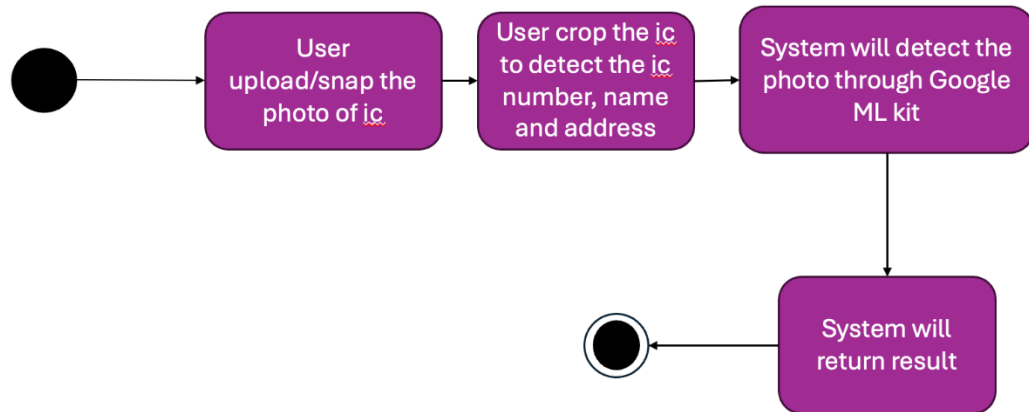 User
upload/snap the
photo of ic
User crop the ic
to detect the ic
number, name
and address
System will detect the
photo through Google
ML kit
System will
return result